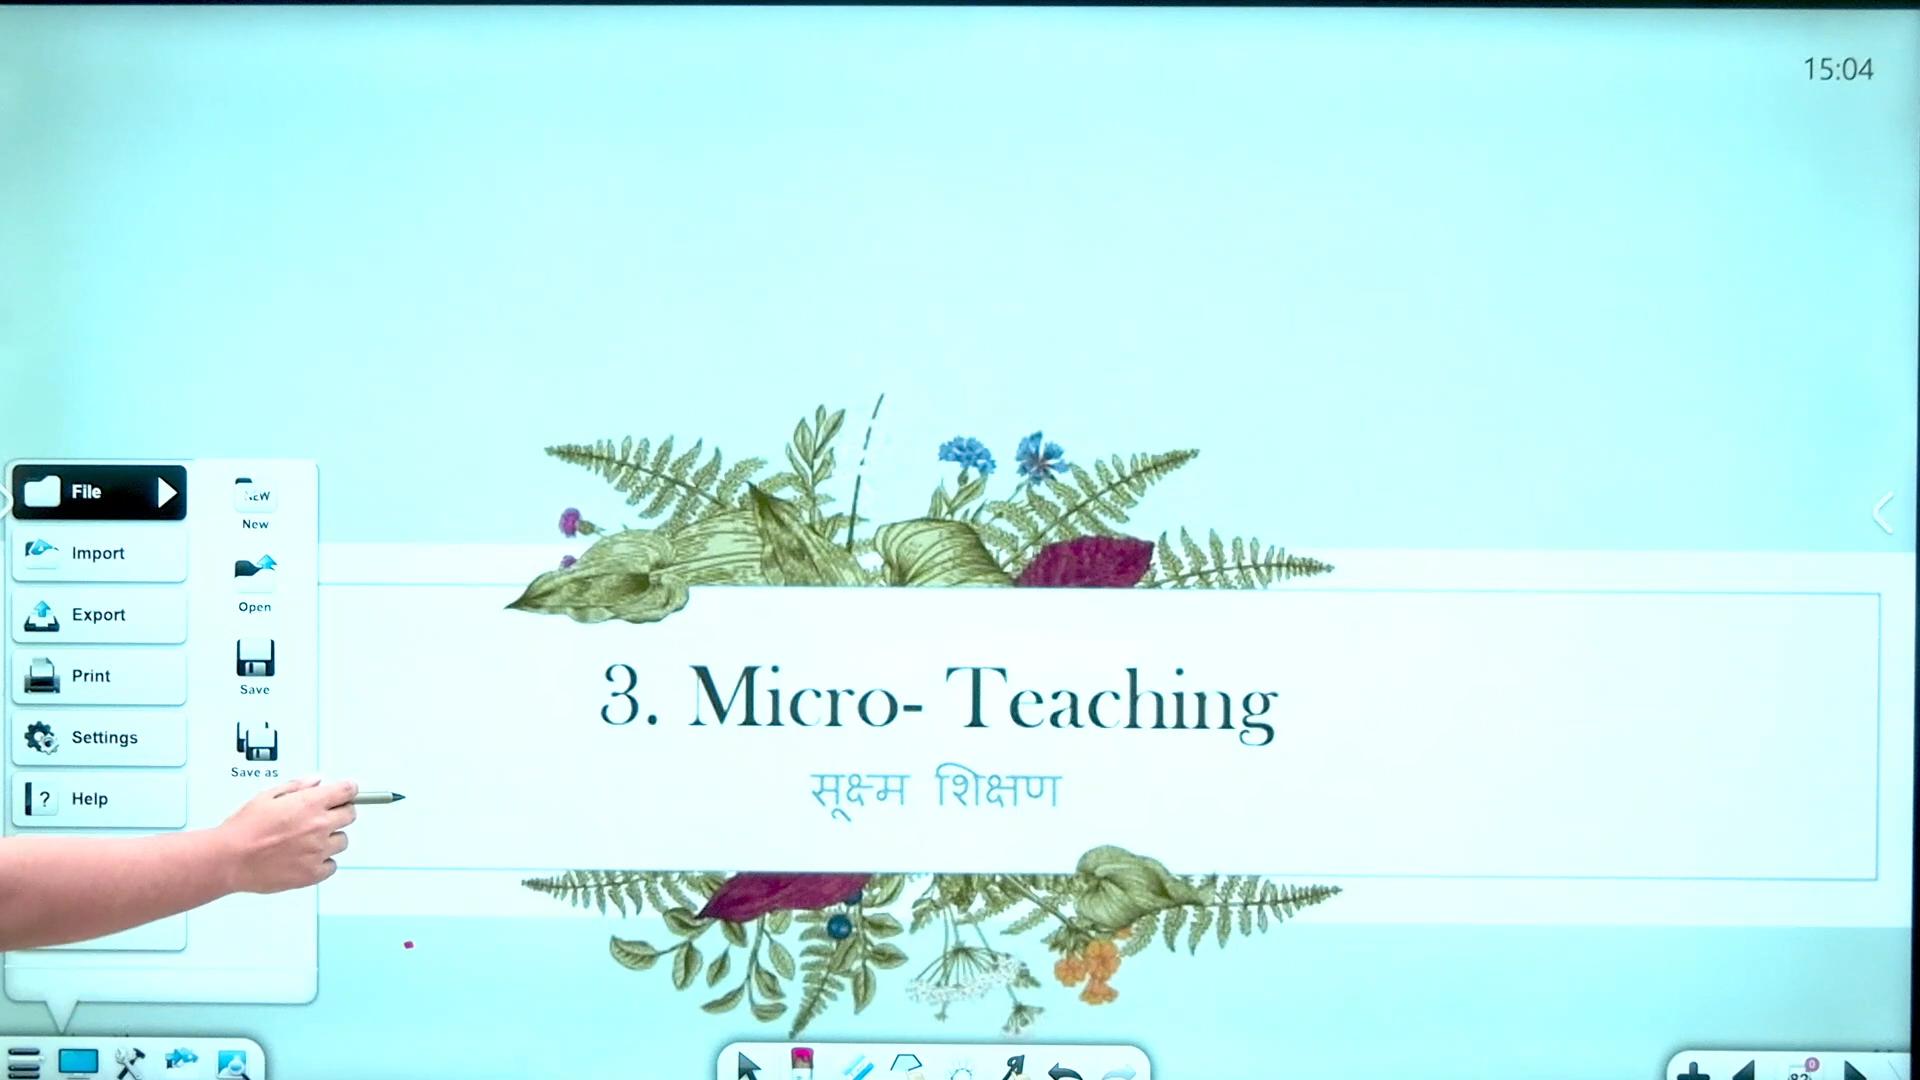 15:04
File
Import
Export
Print
Settings
? Help
New
Open
Save
Save as
3. Micro- Teaching
सूक्ष्म शिक्षण